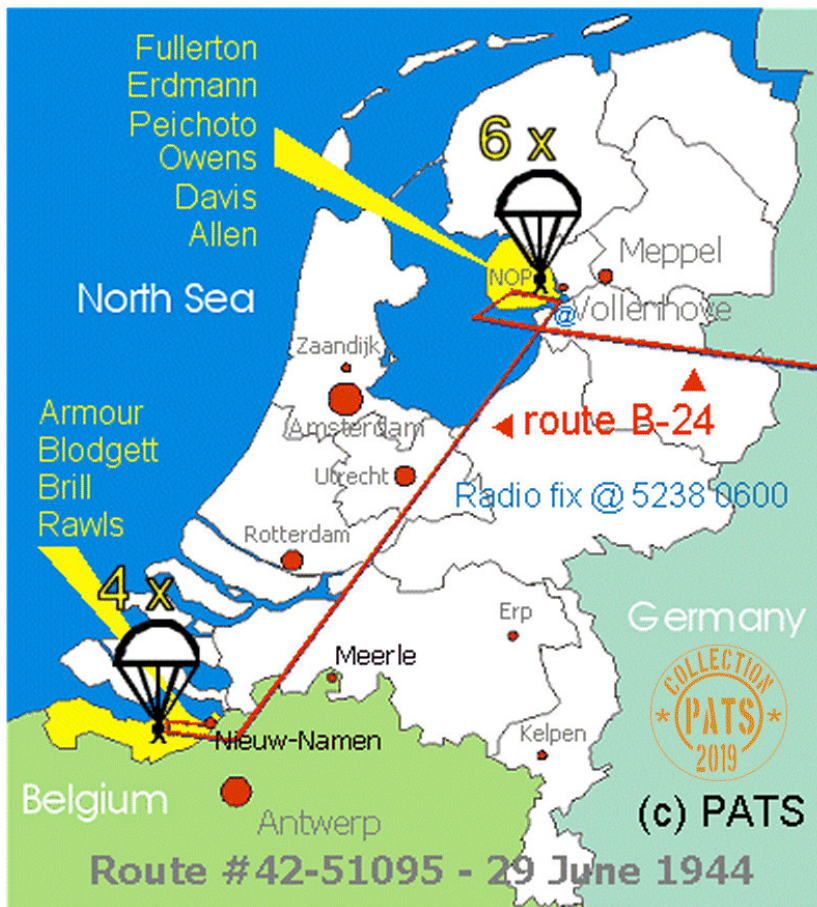 Fullerton
Erdmann
Peichoto
Owens
Davis
Allen
6 x
NOP
Meppel
@Vollenhove
North Sea
Zaandijk
Amsterdam
route B-24
Armour
Blodgett
Brill
Rawls
Utrecht
Radio fix @ 5238 0600
Rotterdam
4 x
Erp
Germany
Meerle
COLLECTION
* PATS *
2019
Nieuw-Namen
Kelpen
Belgium
Antwerp
(c) PATS
Route #42-51095 - 29 June 1944